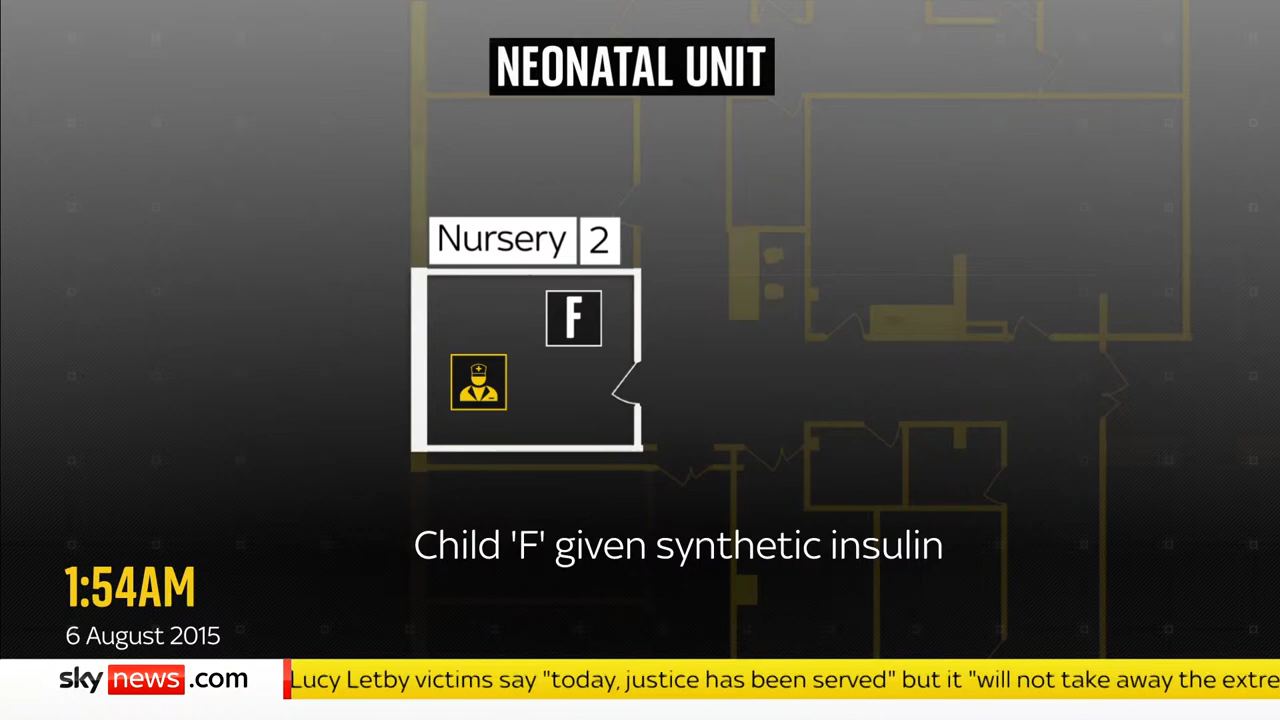 NEONATAL UNIT
Nursery 2
F
Child 'F' given synthetic insulin
1:54AM
6 August 2015
sky news .com
Lucy Letby victims say "today, justice has been served" but it "will not take away the extre